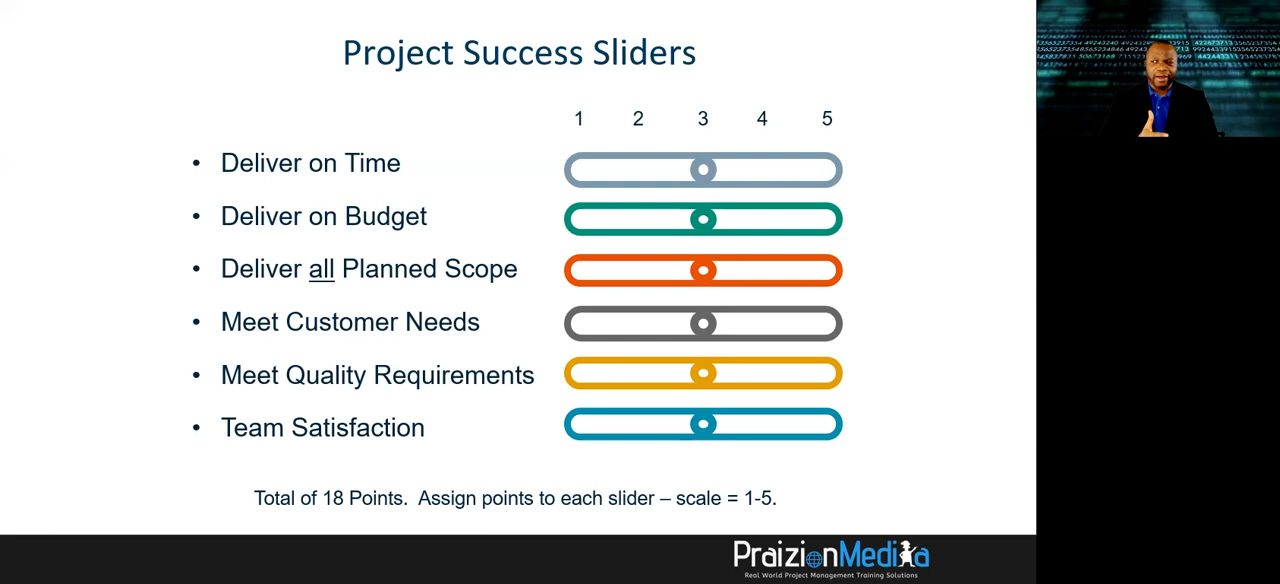 Project Success Sliders
1 2 3 4 5
• Deliver on Time
• Deliver on Budget
• Deliver all Planned Scope
• Meet Customer Needs
• Meet Quality Requirements
• Team Satisfaction
Total of 18 Points. Assign points to each slider – scale = 1-5.
PraizionMedia
Real World Project Management Training Solutions